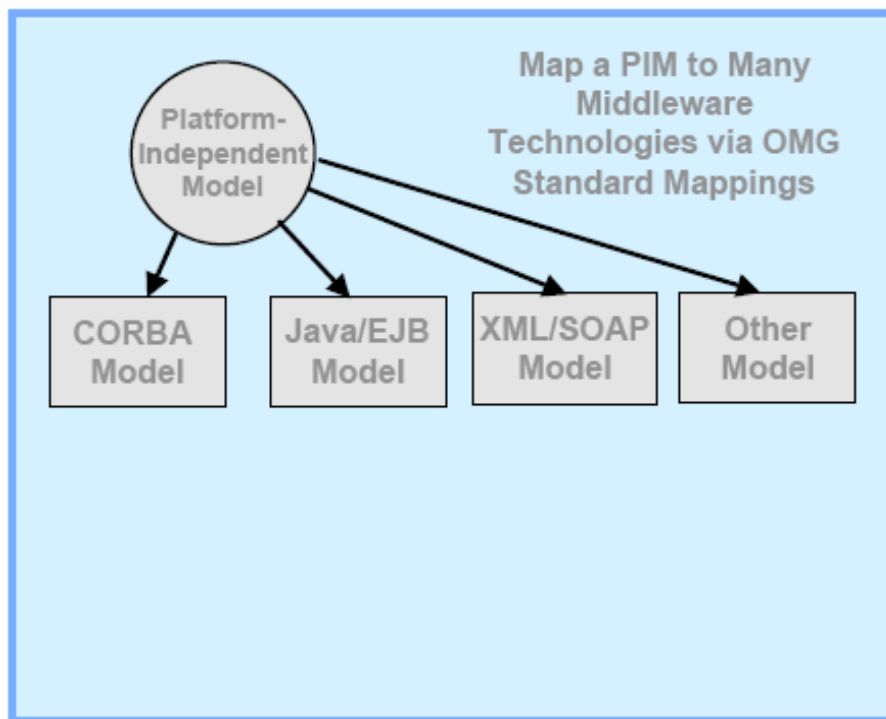 Platform-
Independent
Model
Map a PIM to Many
Middleware
Technologies via OMG
Standard Mappings
CORBA
Model
Java/EJB
Model
XML/SOAP
Model
Other
Model